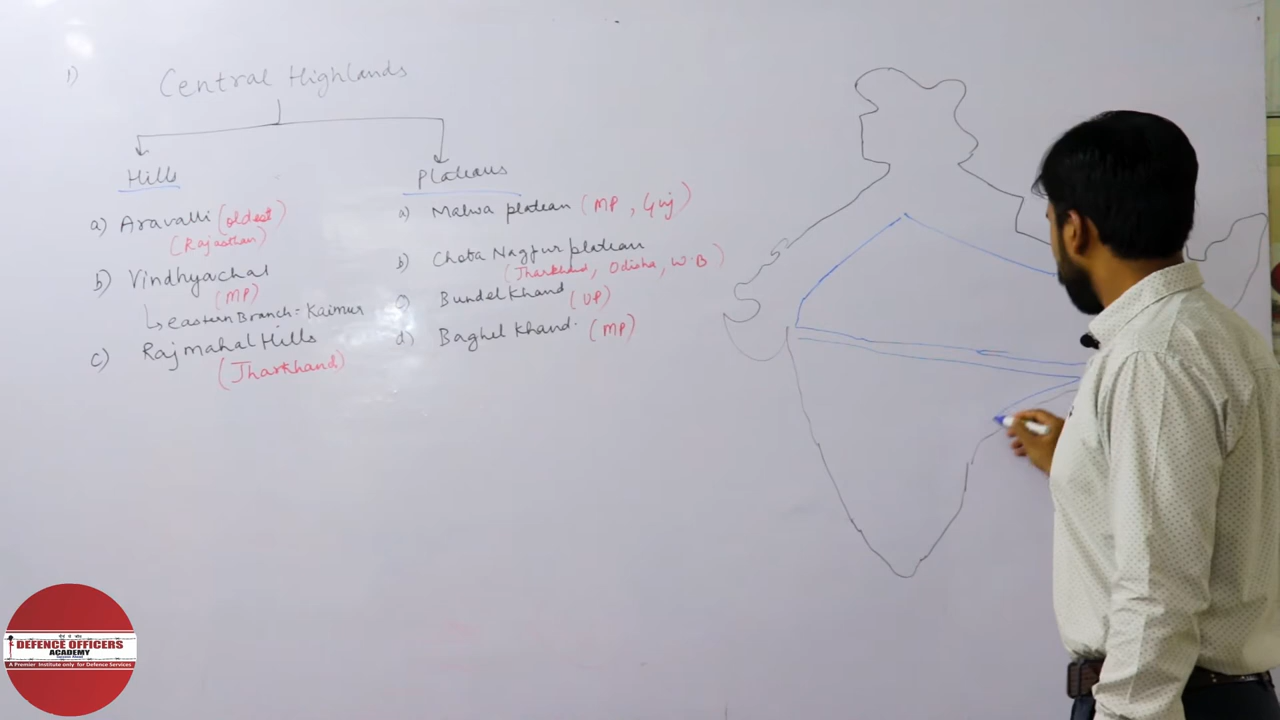 1) Central Highlands
Hills
Plateaus
a) Aravalli (oldest)
(Rajasthan)
b) Vindhyachal
(MP)
↳ eastern Branch = Kaimur
c) Rajmahal Hills
(Jharkhand)
a) Malwa plateau (MP, Guj)
b) Chota Nagpur plateau
(Jharkhand, Odisha, W.B)
c) Bundel Khand (UP)
d) Baghel Khand. (MP)
DEFENCE OFFICERS
ACADEMY
A Premier Institute only for Defence Services